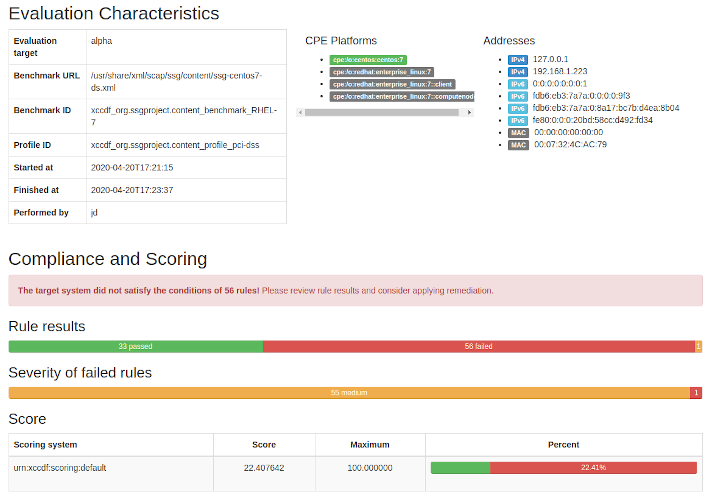 Evaluation Characteristics
Evaluation target
alpha
Benchmark URL
/usr/share/xml/scap/ssg/content/ssg-centos7-
ds.xml
Benchmark ID
xccdf_org.ssgproject.content_benchmark_RHEL-
7
Profile ID
xccdf_org.ssgproject.content_profile_pci-dss
Started at
2020-04-20T17:21:15
Finished at
2020-04-20T17:23:37
Performed by
jd
CPE Platforms
cpe:/o:centos:centos:7
cpe:/o:redhat:enterprise_linux:7
cpe:/o:redhat:enterprise_linux:7::client
cpe:/o:redhat:enterprise_linux:7::computenod
Addresses
IPv4 127.0.0.1
IPv4 192.168.1.223
IPv6 0:0:0:0:0:0:0:1
IPv6 fdb6:eb3:7a7a:0:0:0:0:9f3
IPv6 fdb6:eb3:7a7a:0:8a17:bc7b:d4ea:8b04
IPv6 fe80:0:0:0:20bd:58cc:d492:fd34
MAC 00:00:00:00:00:00
MAC 00:07:32:4C:AC:79
Compliance and Scoring
The target system did not satisfy the conditions of 56 rules! Please review rule results and consider applying remediation.
Rule results
33 passed 56 failed 1
Severity of failed rules
55 medium 1
Score
Scoring system Score Maximum Percent
urn:xccdf:scoring:default 22.407642 100.000000 22.41%